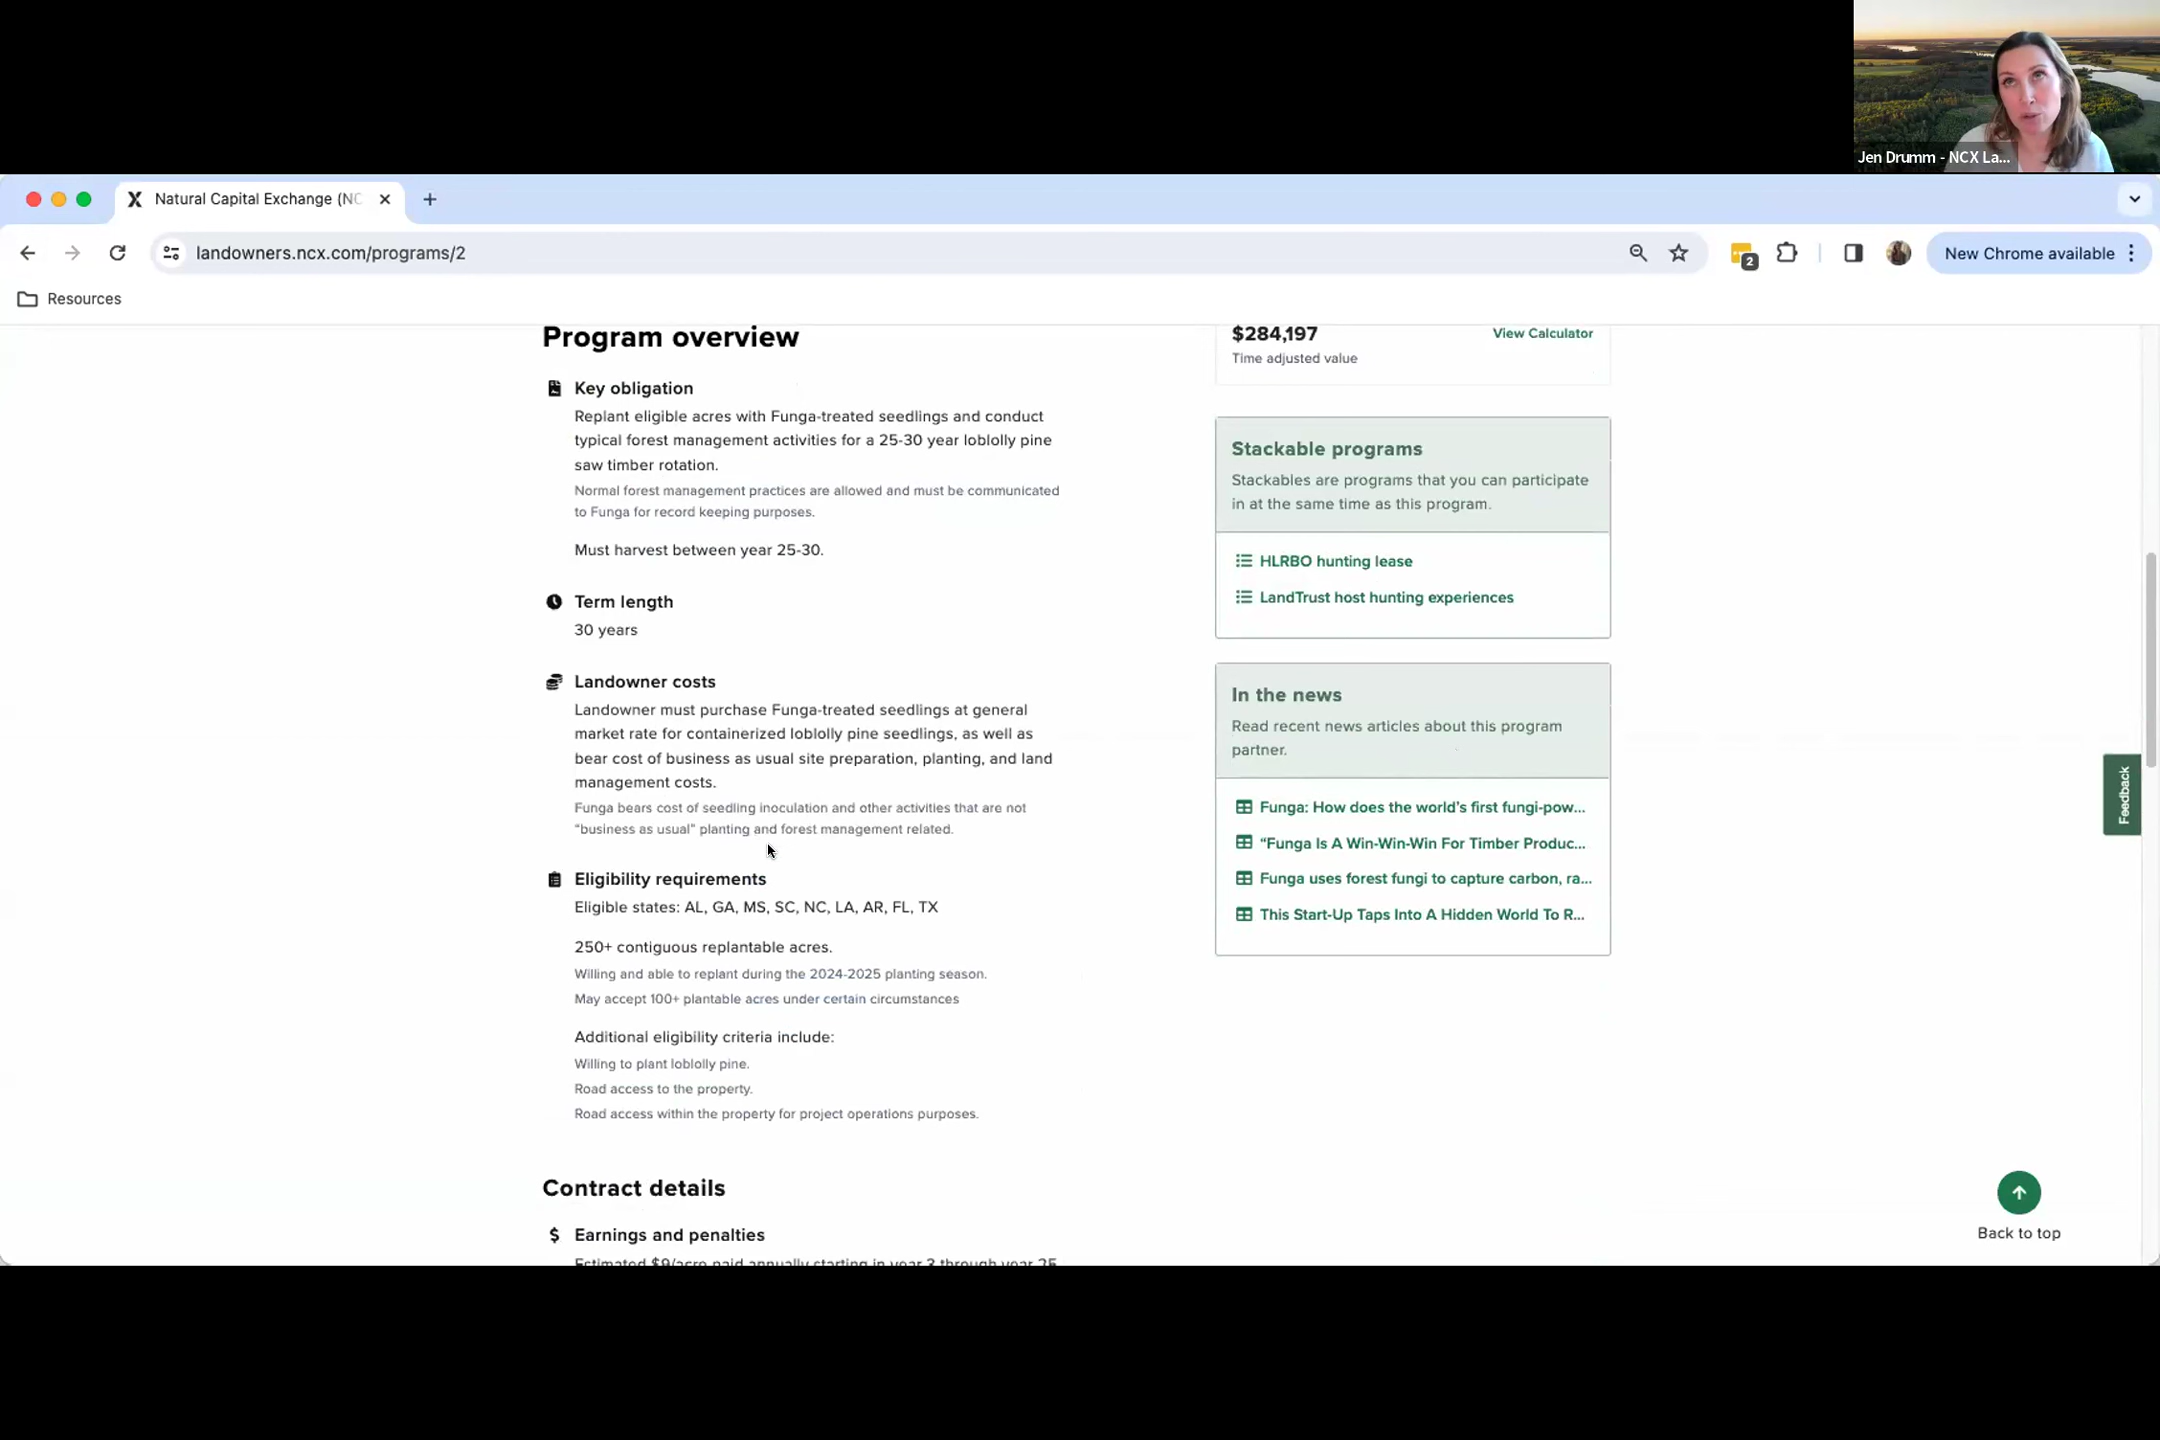 Jen Drumm - NCX La...
Natural Capital Exchange (NC
landowners.ncx.com/programs/2
2
New Chrome available
Resources
Program overview
Key obligation
Replant eligible acres with Funga-treated seedlings and conduct
typical forest management activities for a 25-30 year loblolly pine
saw timber rotation.
Normal forest management practices are allowed and must be communicated
to Funga for record keeping purposes.
Must harvest between year 25-30.
Term length
30 years
Landowner costs
Landowner must purchase Funga-treated seedlings at general
market rate for containerized loblolly pine seedlings, as well as
bear cost of business as usual site preparation, planting, and land
management costs.
Funga bears cost of seedling inoculation and other activities that are not
“business as usual” planting and forest management related.
Eligibility requirements
Eligible states: AL, GA, MS, SC, NC, LA, AR, FL, TX
250+ contiguous replantable acres.
Willing and able to replant during the 2024-2025 planting season.
May accept 100+ plantable acres under certain circumstances
Additional eligibility criteria include:
Willing to plant loblolly pine.
Road access to the property.
Road access within the property for project operations purposes.
Contract details
$ Earnings and penalties
Estimated $9/acre paid annually starting in year 3 through year 25
$284,197
View Calculator
Time adjusted value
Stackable programs
Stackables are programs that you can participate
in at the same time as this program.
HLRBO hunting lease
LandTrust host hunting experiences
In the news
Read recent news articles about this program
partner.
Funga: How does the world’s first fungi-pow...
“Funga Is A Win-Win-Win For Timber Produc...
Funga uses forest fungi to capture carbon, ra...
This Start-Up Taps Into A Hidden World To R...
Feedback
Back to top